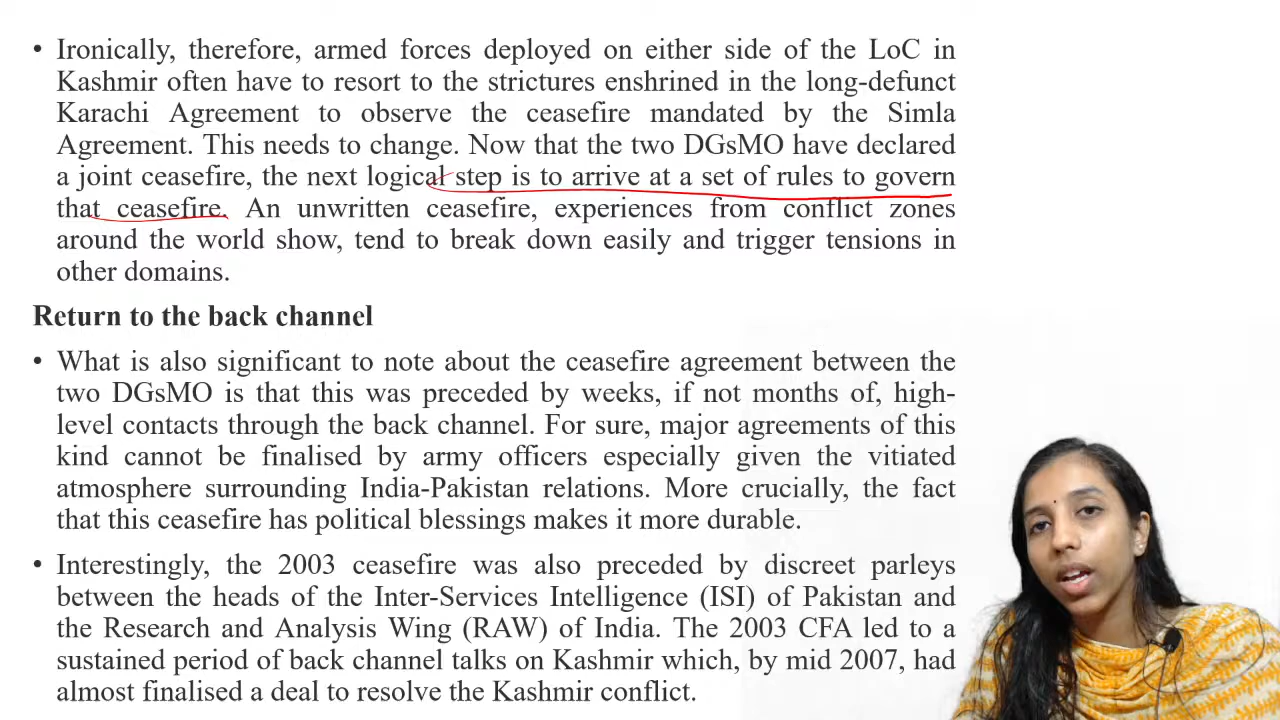 • Ironically, therefore, armed forces deployed on either side of the LoC in
Kashmir often have to resort to the strictures enshrined in the long-defunct
Karachi Agreement to observe the ceasefire mandated by the Simla
Agreement. This needs to change. Now that the two DGsMO have declared
a joint ceasefire, the next logical step is to arrive at a set of rules to govern
that ceasefire. An unwritten ceasefire, experiences from conflict zones
around the world show, tend to break down easily and trigger tensions in
other domains.
Return to the back channel
• What is also significant to note about the ceasefire agreement between the
two DGsMO is that this was preceded by weeks, if not months of, high-
level contacts through the back channel. For sure, major agreements of this
kind cannot be finalised by army officers especially given the vitiated
atmosphere surrounding India-Pakistan relations. More crucially, the fact
that this ceasefire has political blessings makes it more durable.
• Interestingly, the 2003 ceasefire was also preceded by discreet parleys
between the heads of the Inter-Services Intelligence (ISI) of Pakistan and
the Research and Analysis Wing (RAW) of India. The 2003 CFA led to a
sustained period of back channel talks on Kashmir which, by mid 2007, had
almost finalised a deal to resolve the Kashmir conflict.